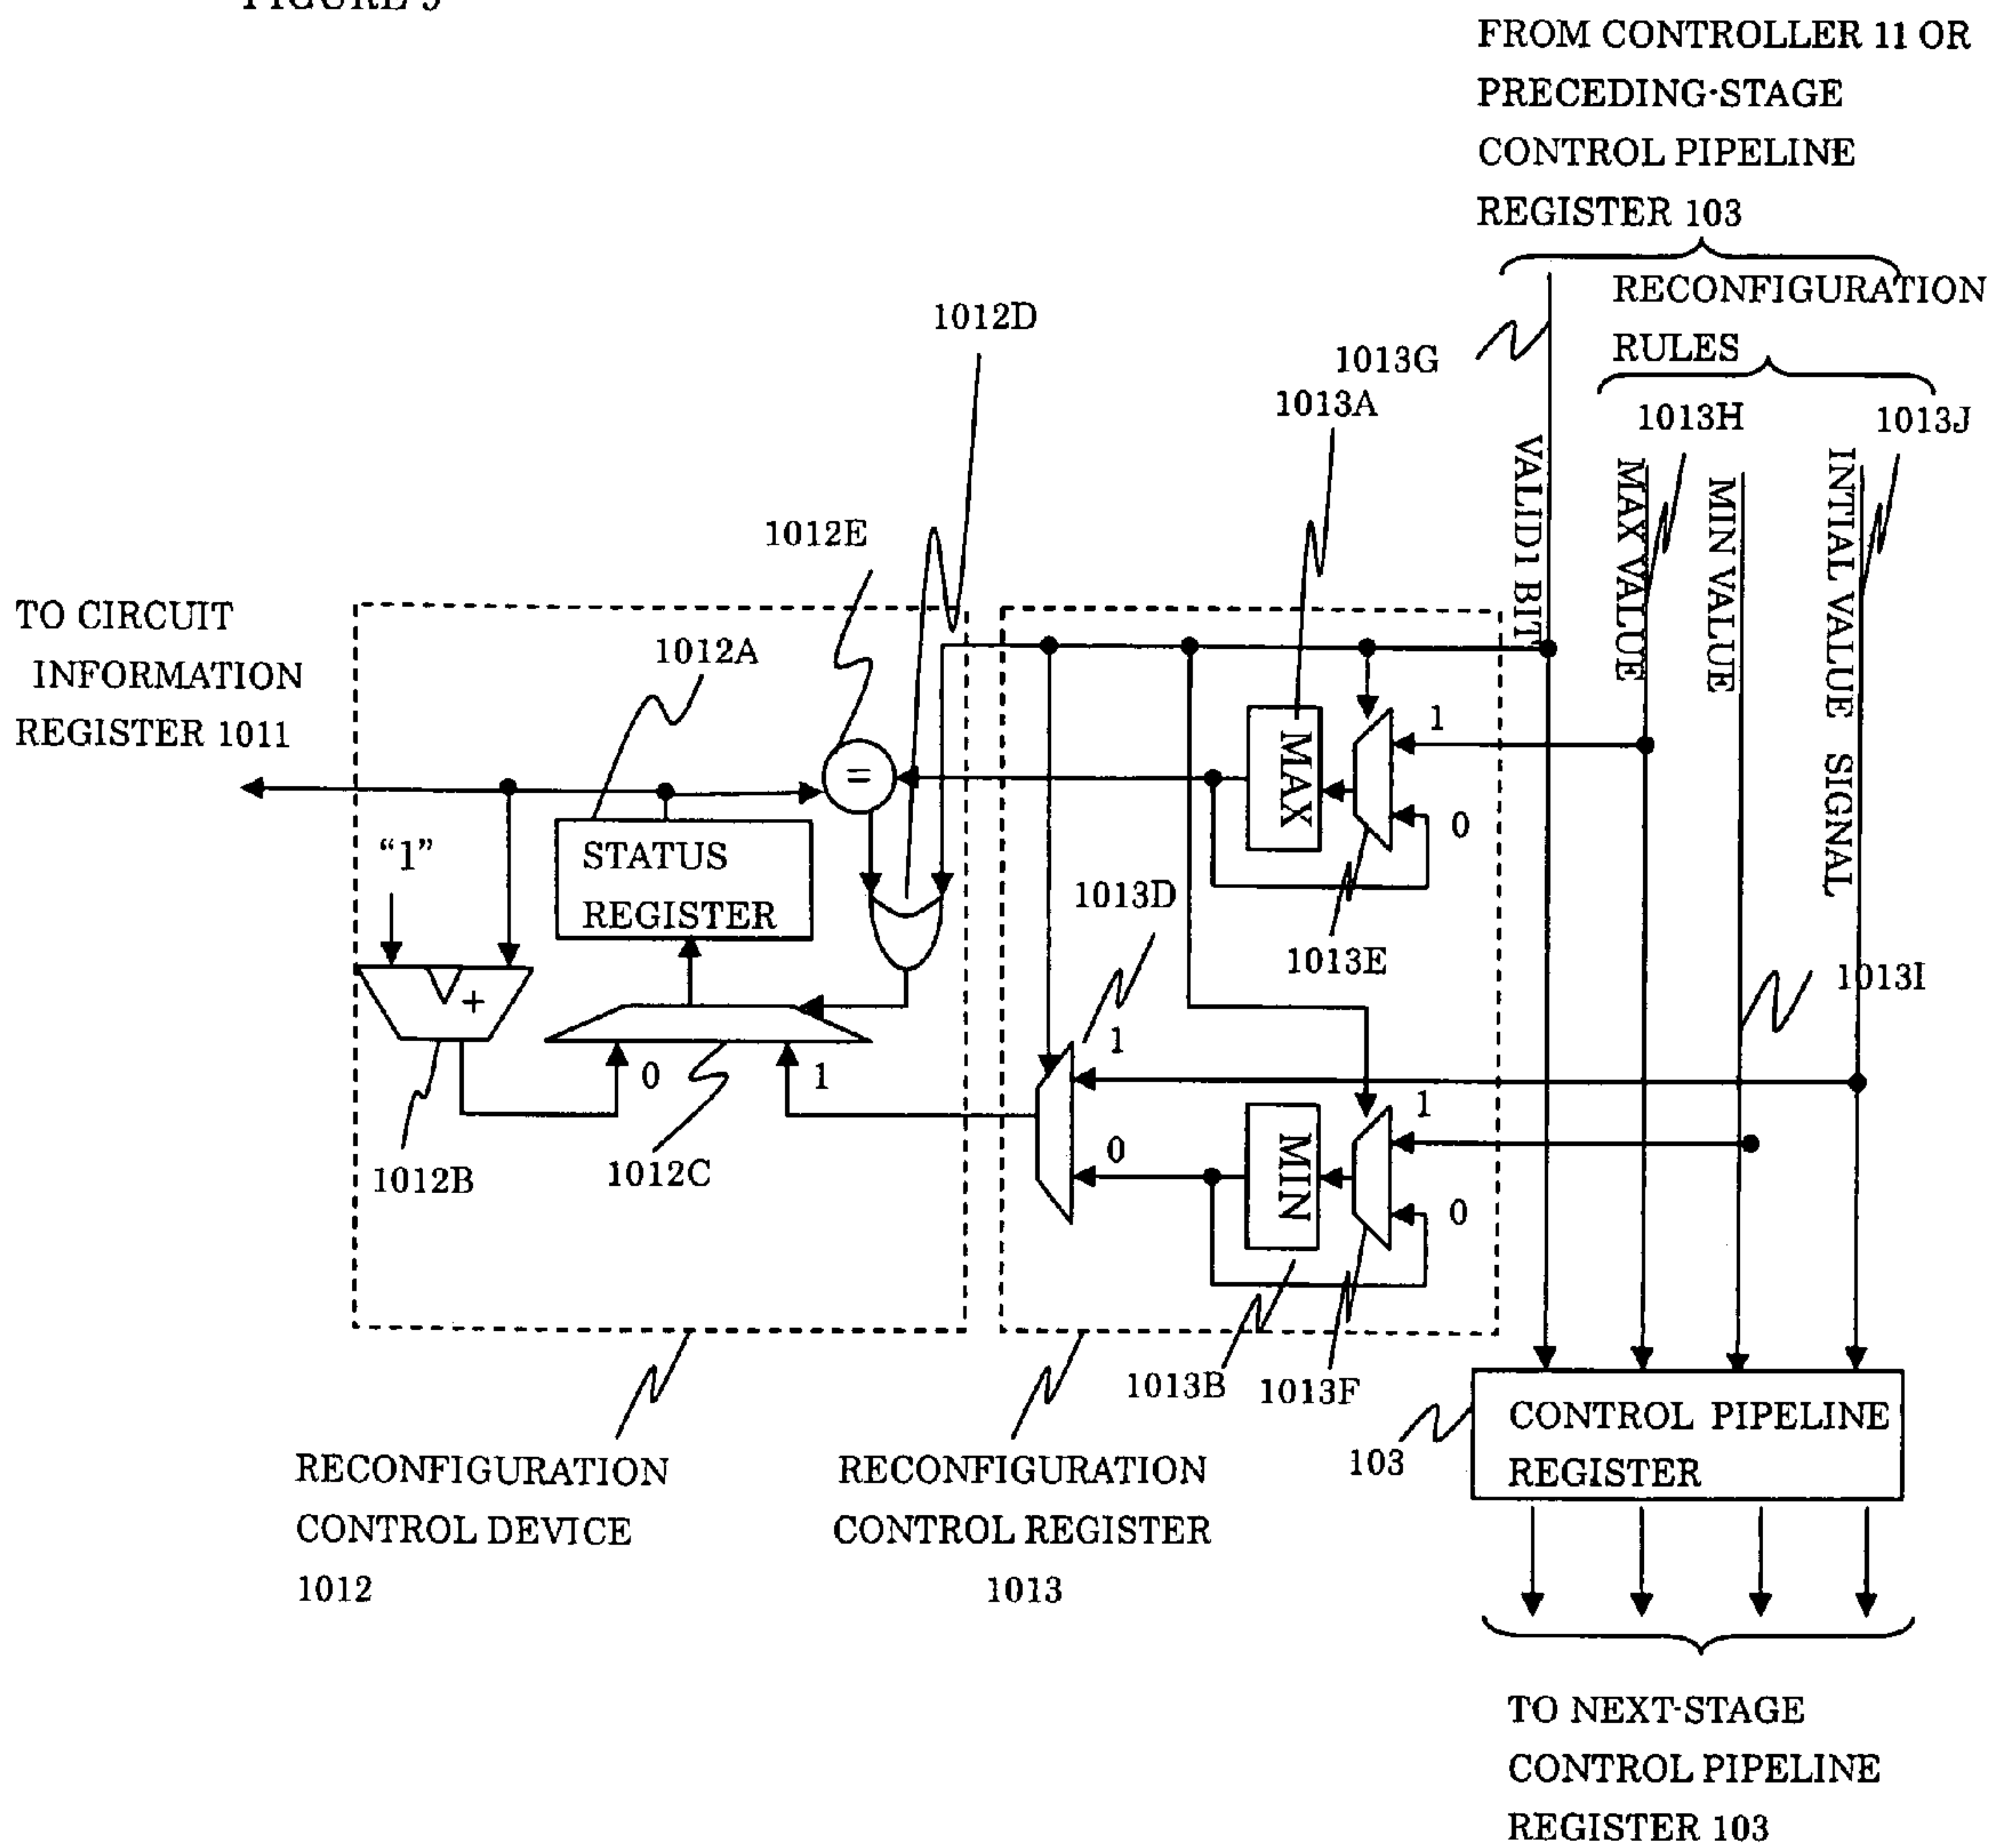 FROM CONTROLLER 11 OR
PRECEDING-STAGE
CONTROL PIPELINE
REGISTER 103
RECONFIGURATION
RULES
1012D
1013G
1013A
1013H
1013J
VALID1 BIT
MAX VALUE
MIN VALUE
INTIAL VALUE SIGNAL
1012E
TO CIRCUIT
INFORMATION
REGISTER 1011
1012A
=
MAX
1
0
"1"
STATUS
REGISTER
1013D
1013E
1013I
+
0
1
1
0
MIN
1
0
1012B
1012C
1013B
1013F
103
CONTROL PIPELINE
REGISTER
RECONFIGURATION
CONTROL DEVICE
1012
RECONFIGURATION
CONTROL REGISTER
1013
TO NEXT-STAGE
CONTROL PIPELINE
REGISTER 103